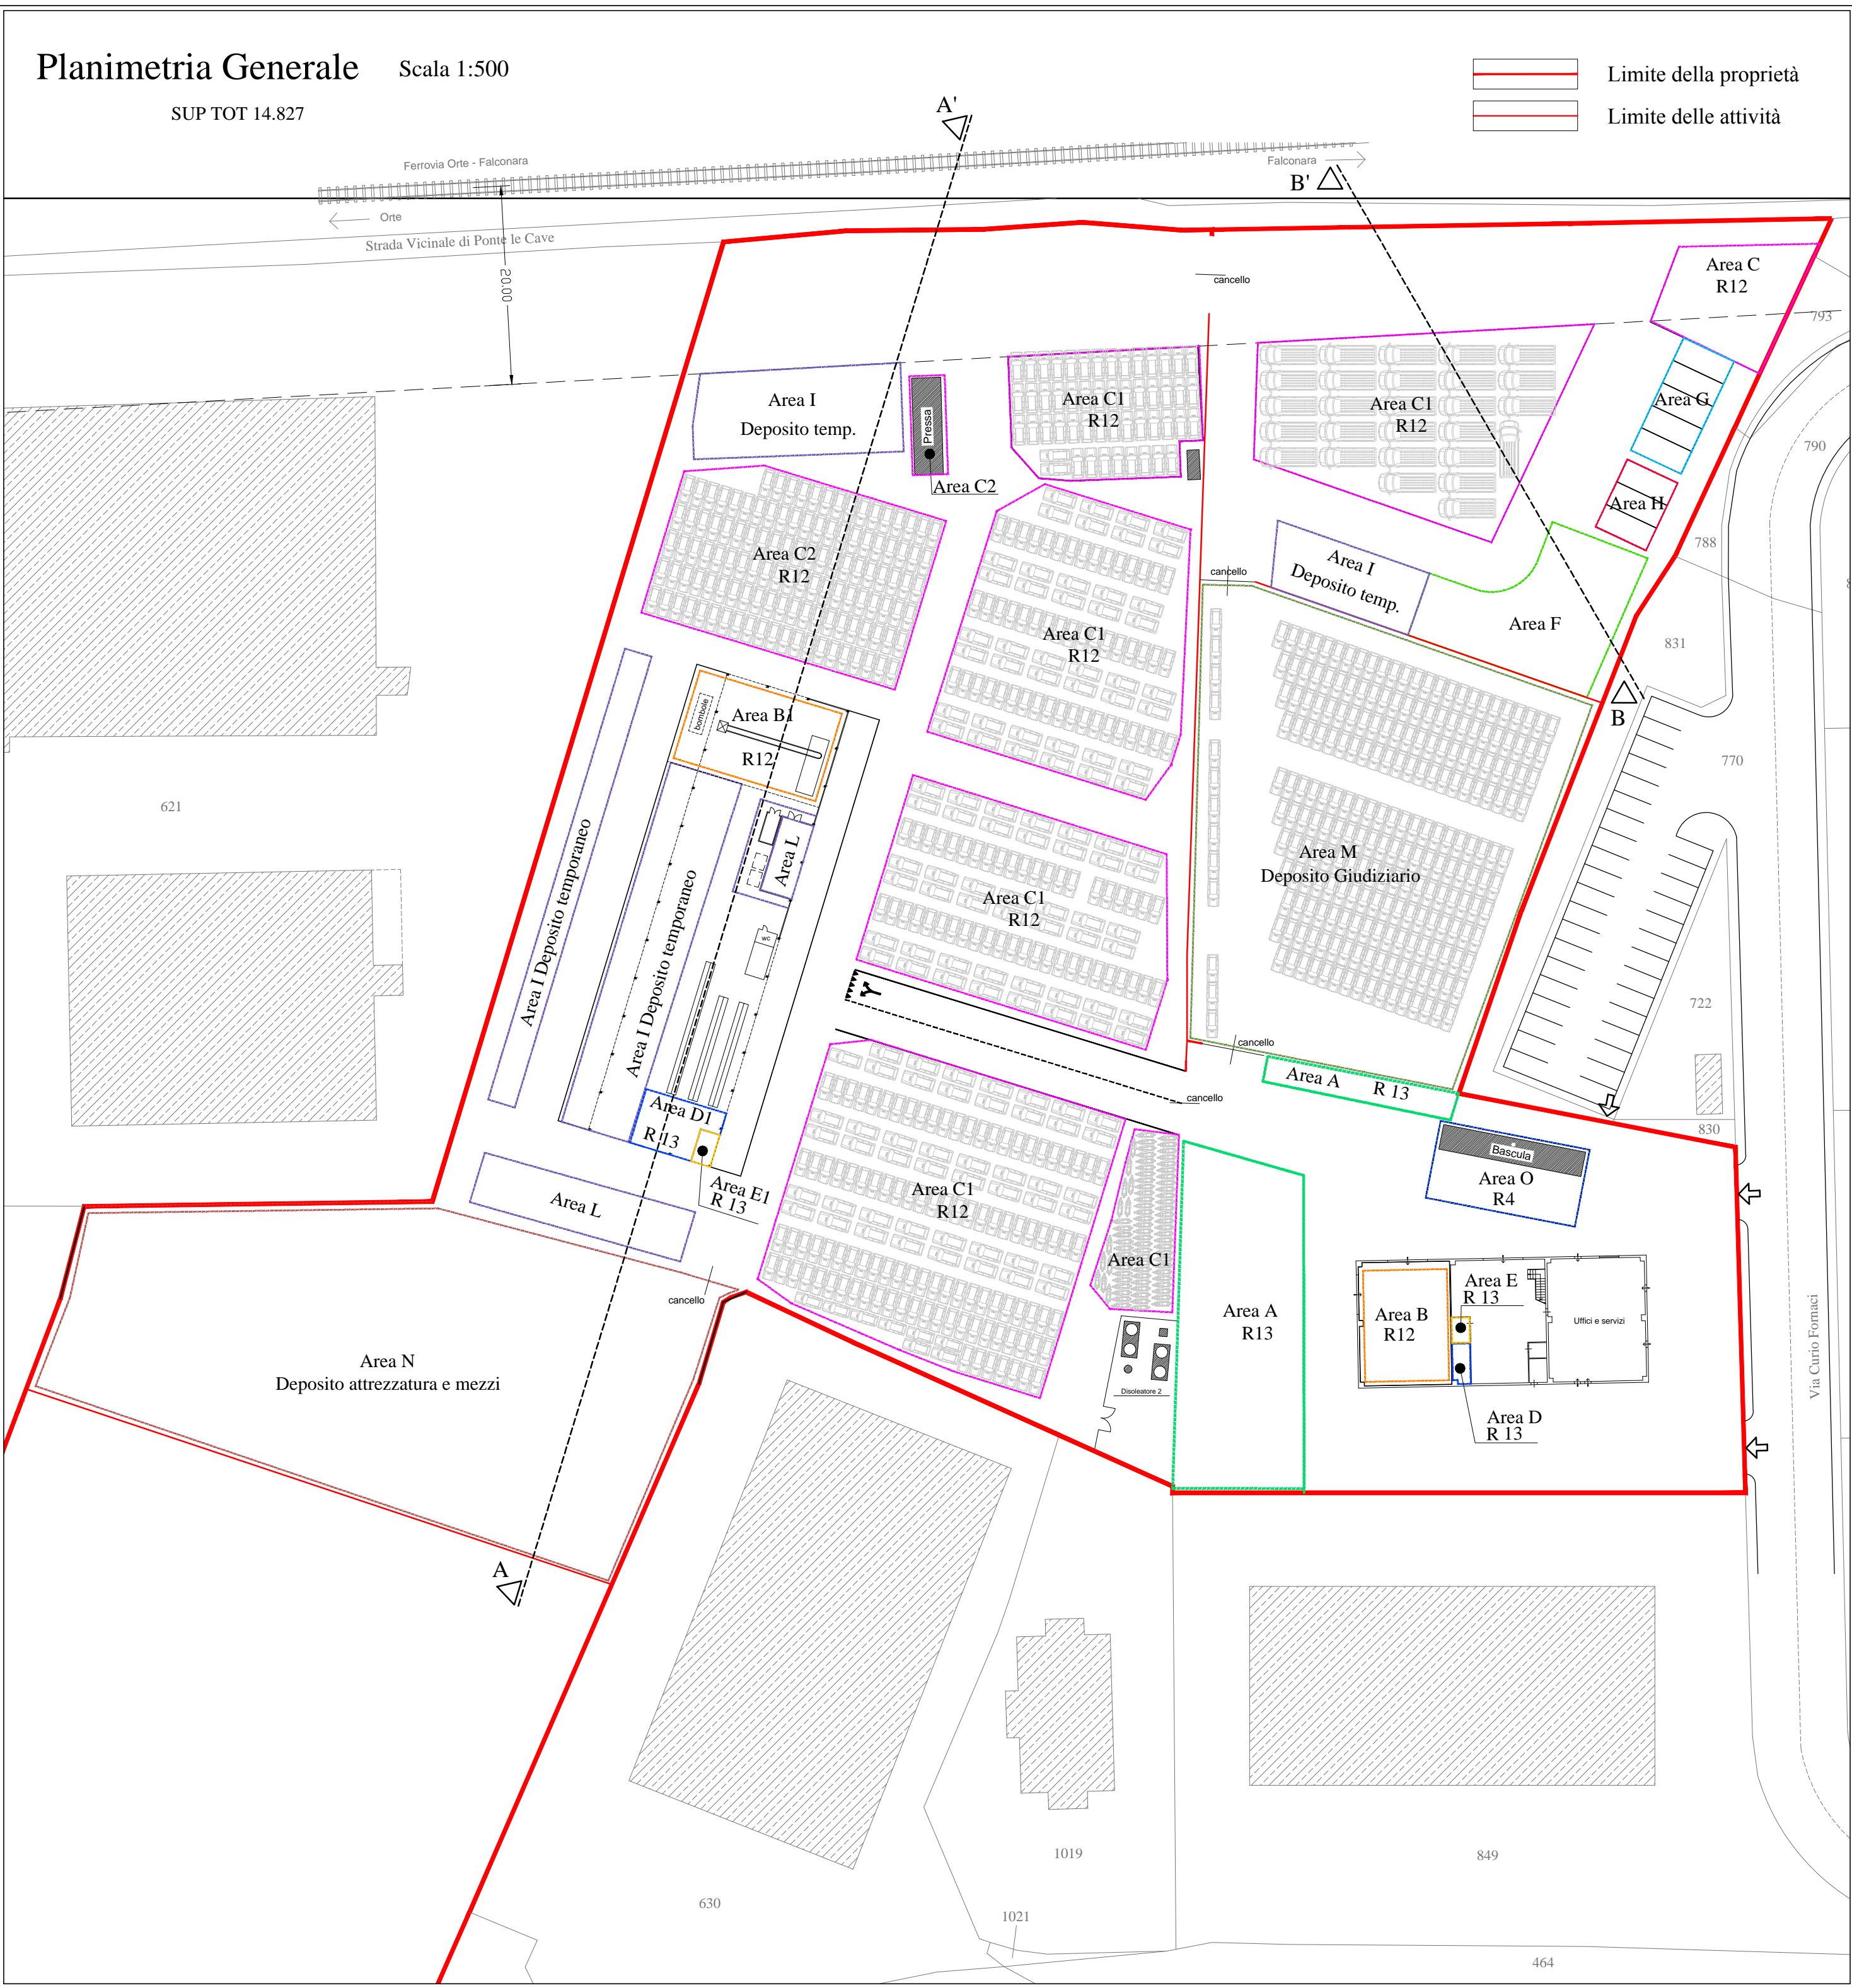 Planimetria Generale
Scala 1:500
SUP TOT 14.827
Limite della proprietà
Limite delle attività
A'
Ferrovia Orte - Falconara
Falconara
B'
Orte
Strada Vicinale di Ponte le Cave
20.00
cancello
Area C
R12
793
Area I
Deposito temp.
Pressa
Area C2
Area C1
R12
Area C1
R12
Area G
790
Area H
788
Area C2
R12
cancello
Area I
Deposito temp.
Area F
Area C1
R12
831
B
Area B1
bombole
R12
770
621
Area I Deposito temporaneo
Area I Deposito temporaneo
Area L
wc
Area C1
R12
Area M
Deposito Giudiziario
722
cancello
Area A
R 13
cancello
Area D1
R 13
830
Bascula
Area O
R4
Area E1
R 13
Area L
Area C1
R12
Area C1
cancello
Area A
R13
Area E
R 13
Area B
R12
Uffici e servizi
Area D
R 13
Disoleatore 2
Via Curio Fornaci
Area N
Deposito attrezzatura e mezzi
A
1019
849
630
1021
464